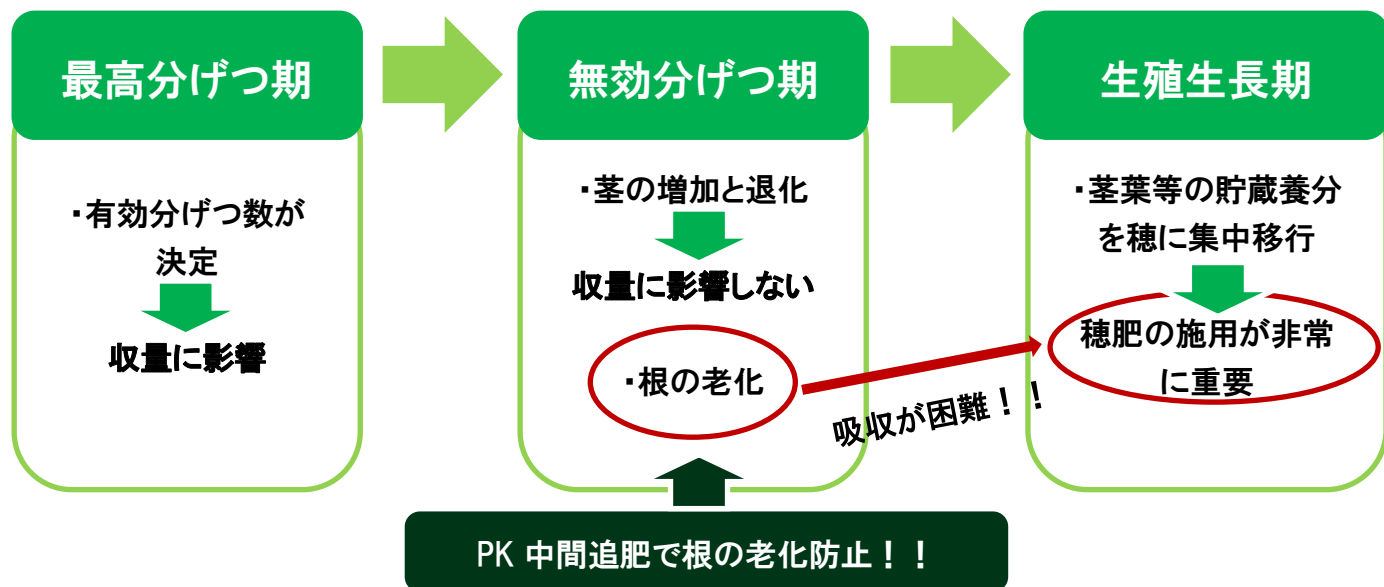 最高分げつ期
・有効分げつ数が
決定
収量に影響
無効分げつ期
・茎の増加と退化
収量に影響しない
・根の老化
吸収が困難！！
生殖生長期
・茎葉等の貯蔵養分
を穂に集中移行
穂肥の施用が非常
に重要
PK 中間追肥で根の老化防止！！